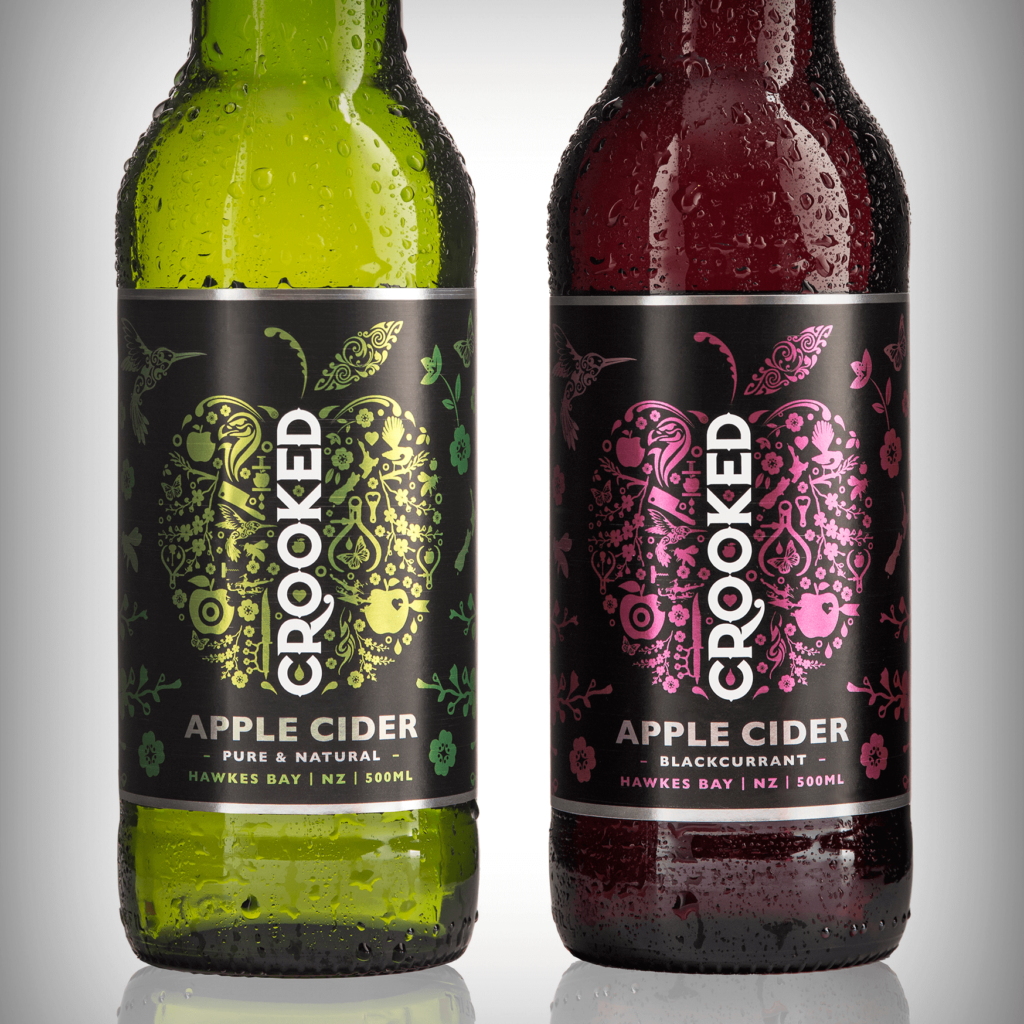 CROOKED
APPLE CIDER
– PURE & NATURAL –
HAWKES BAY | NZ | 500ML
CROOKED
APPLE CIDER
– BLACKCURRANT –
HAWKES BAY | NZ | 500ML